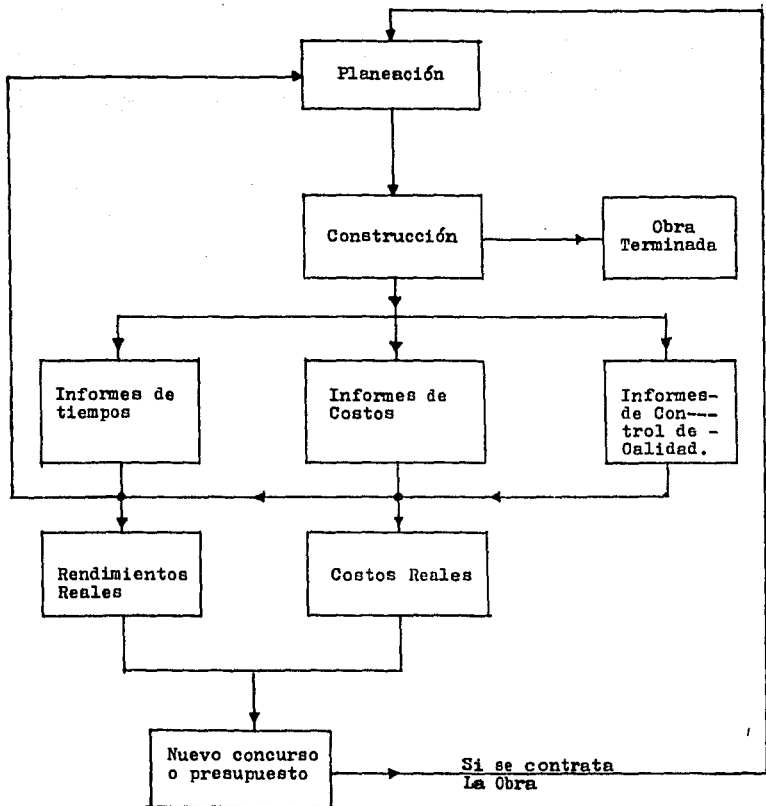 Planeación
Construcción
Obra
Terminada
Informes de
tiempos
Informes de
Costos
Informes-
de Con---
trol de -
Calidad.
Rendimientos
Reales
Costos Reales
Nuevo concurso
o presupuesto
Si se contrata
La Obra